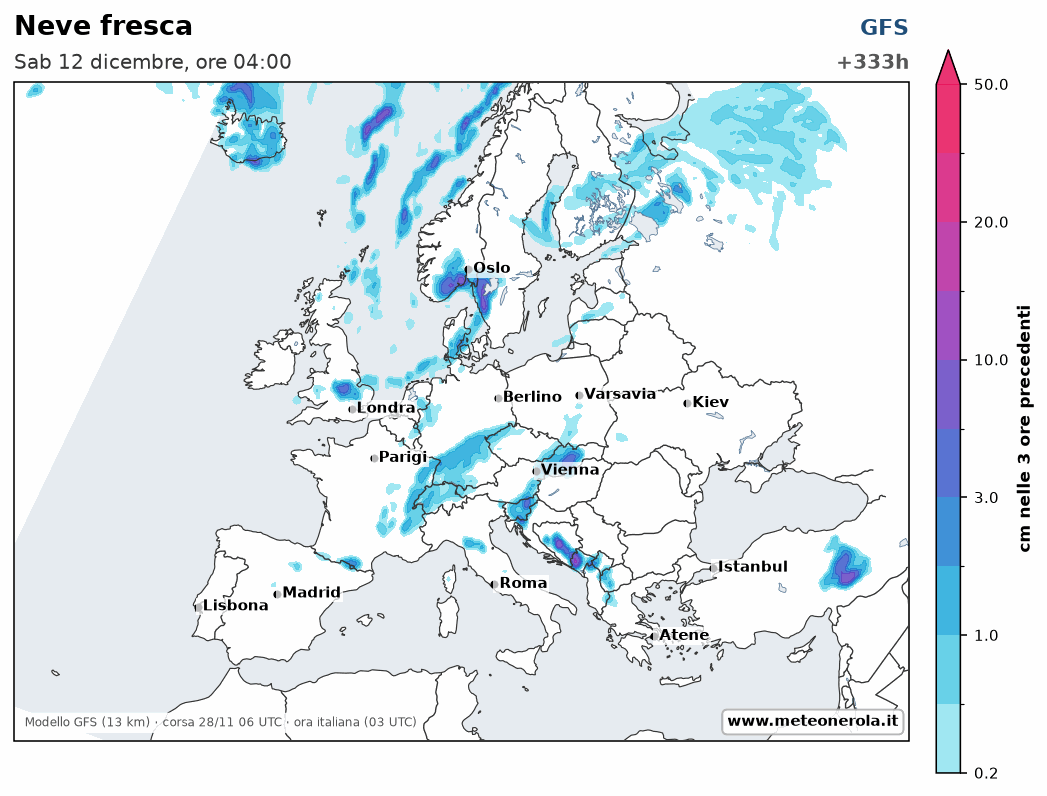 Neve fresca
GFS
Sab 12 dicembre, ore 04:00
+333h
50.0
20.0
10.0
3.0
1.0
0.2
cm nelle 3 ore precedenti
Oslo
Londra
Berlino
Varsavia
Kiev
Parigi
Vienna
Istanbul
Roma
Madrid
Lisbona
Atene
Modello GFS (13 km) · corsa 28/11 06 UTC · ora italiana (03 UTC)
www.meteonerola.it